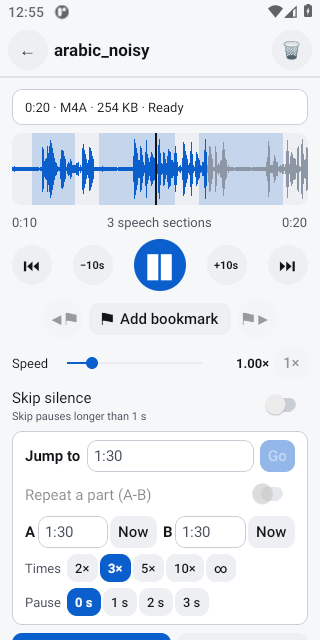 12:55
← arabic_noisy
0:20 · M4A · 254 KB · Ready
0:10 3 speech sections 0:20
−10s +10s
Add bookmark
Speed 1.00× 1×
Skip silence
Skip pauses longer than 1 s
Jump to 1:30 Go
Repeat a part (A-B)
A 1:30 Now B 1:30 Now
Times 2× 3× 5× 10× ∞
Pause 0 s 1 s 2 s 3 s